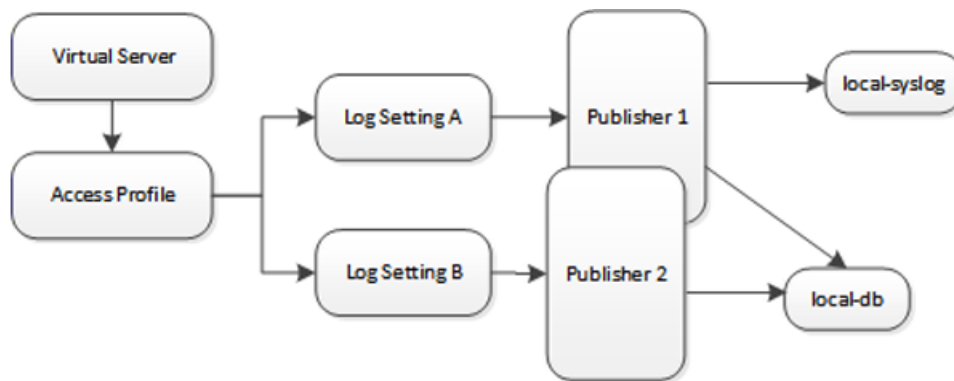 Virtual Server
Access Profile
Log Setting A
Log Setting B
Publisher 1
Publisher 2
local-syslog
local-db